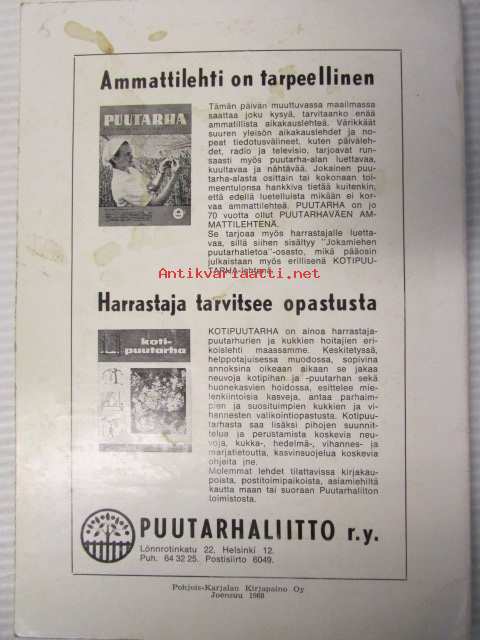 Ammattilehti on tarpeellinen
PUUTARHA
Tämän päivän muuttuvassa maailmassa
saattaa joku kysyä, tarvitaanko enää
ammatillista aikakauslehteä. Värikkäät
suuren yleisön aikakauslehdet ja no-
peat tiedotusvälineet, kuten päiväleh-
det, radio ja televisio, tarjoavat run-
saasti myös puutarha-alan luettavaa,
kuultavaa ja nähtävää. Jokainen puu-
tarha-alasta osittain tai kokonaan toi-
meentulonsa hankkiva tietää kuitenkin,
että edellä luetelluista mikään ei kor-
vaa ammattilehteä. PUUTARHA on jo
70 vuotta ollut PUUTARHAVÄEN AM-
MATTILEHTENÄ.
Se tarjoaa myös harrastajalle luetta-
vaa, sillä siihen sisältyy "Jokamiehen
puutarhatietoa"-osasto, mikä pääosin
julkaistaan myös erillisenä KOTIPUU-
TARHA-lehtenä.
Antikvariaatti.net
Harrastaja tarvitsee opastusta
koti-
puutarha
KOTIPUUTARHA on ainoa harrastaja-
puutarhurien ja kukkien hoitajien eri-
koislehti maassamme. Keskitetyssä,
helppotajuisessa muodossa, sopivina
annoksina oikeaan aikaan se jakaa
neuvoja kotipihan ja -puutarhan sekä
huonekasvien hoidossa, esittelee mie-
lenkiintoisia kasveja, antaa parhaim-
pien ja suosituimpien kukkien ja vi-
hannesten valikointiopastusta. Kotipuu-
tarhasta saa lisäksi pihojen suunnit-
telua ja perustamista koskevia neu-
voja, kukka-, hedelmä-, vihannes- ja
marjatietoutta, kasvinsuojelua koskevia
ohjeita jne.
Molemmat lehdet tilattavissa kirjakau-
poista, postitoimipaikoista, asiamiehiltä
kautta maan tai suoraan Puutarhaliiton
toimistosta.
PUUTARHALIITTO r.y.
Lönnrotinkatu 22, Helsinki 12.
Puh. 64 32 25. Postisiirto 6049.
Pohjois-Karjalan Kirjapaino Oy
Joensuu 1968